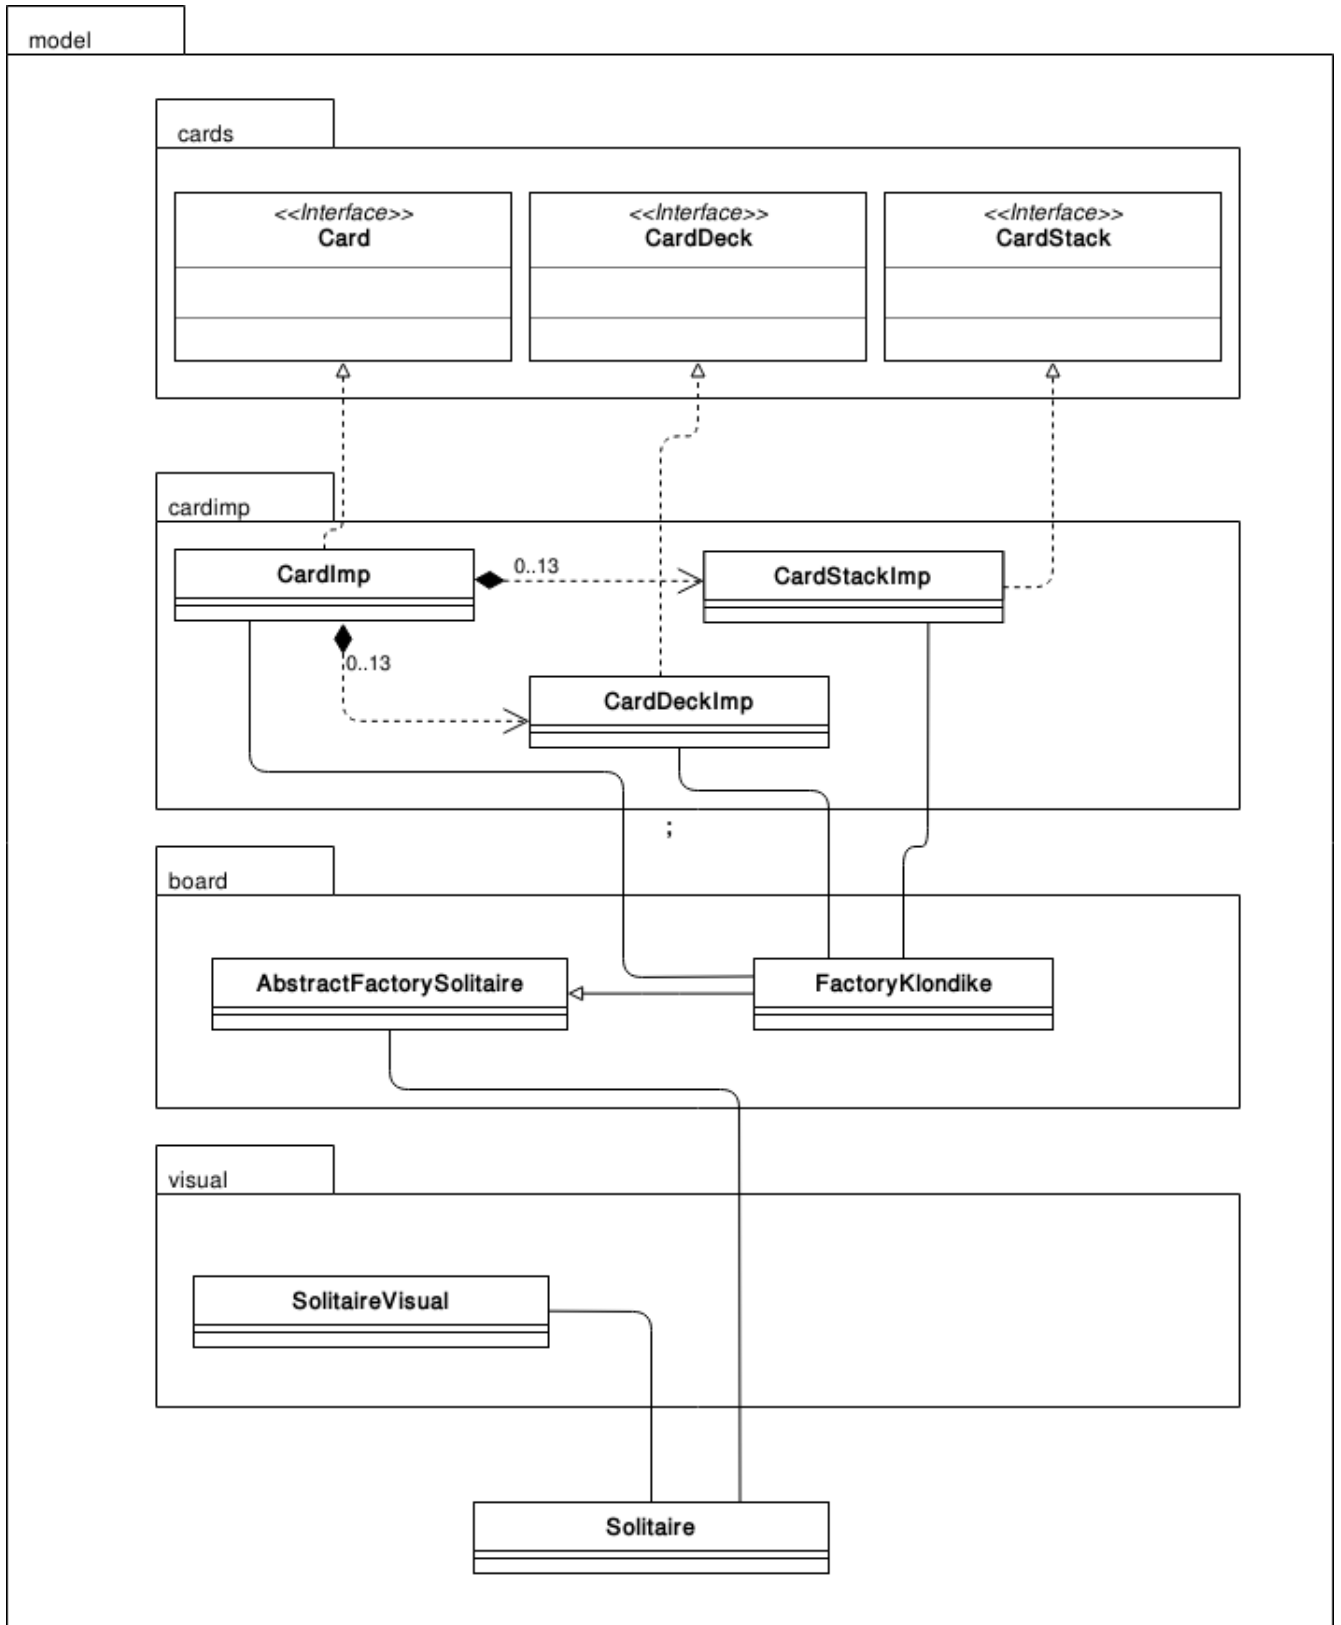 model
cards
<<Interface>>
Card
<<Interface>>
CardDeck
<<Interface>>
CardStack
cardimp
CardImp
0..13
CardStackImp
0..13
CardDeckImp
;
board
AbstractFactorySolitaire
FactoryKlondike
visual
SolitaireVisual
Solitaire